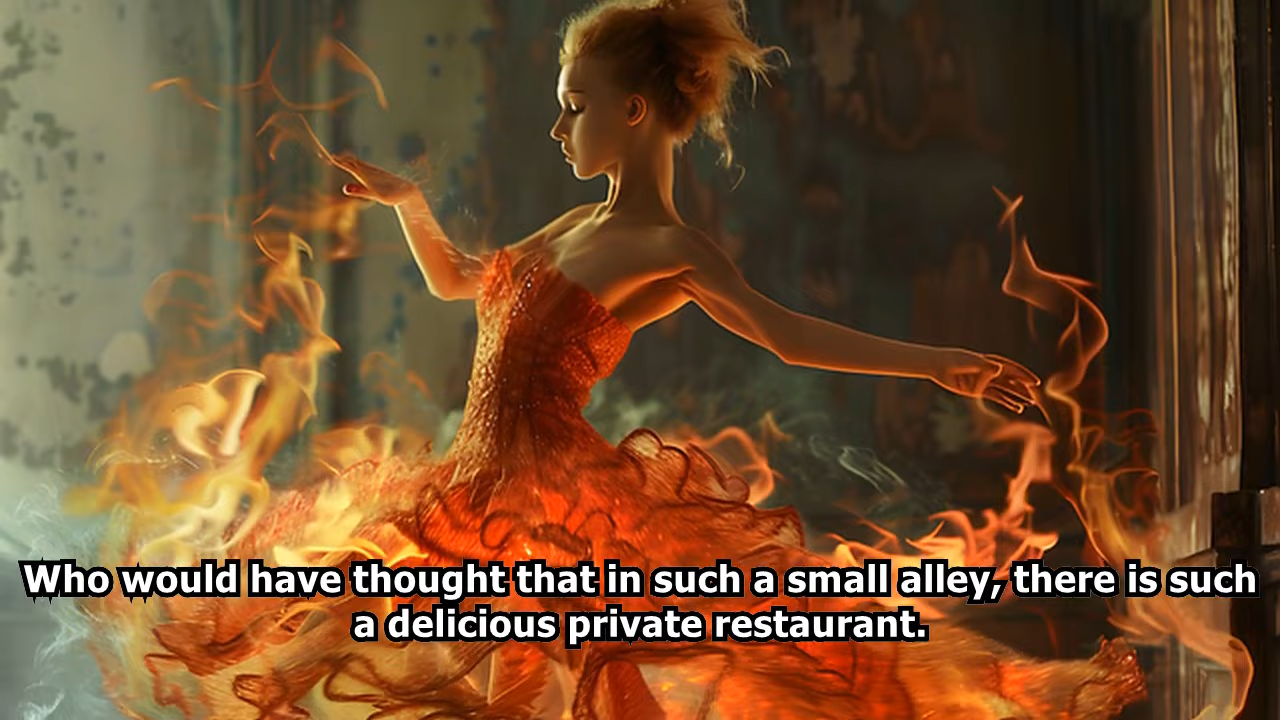 Who would have thought that in such a small alley, there is such
a delicious private restaurant.